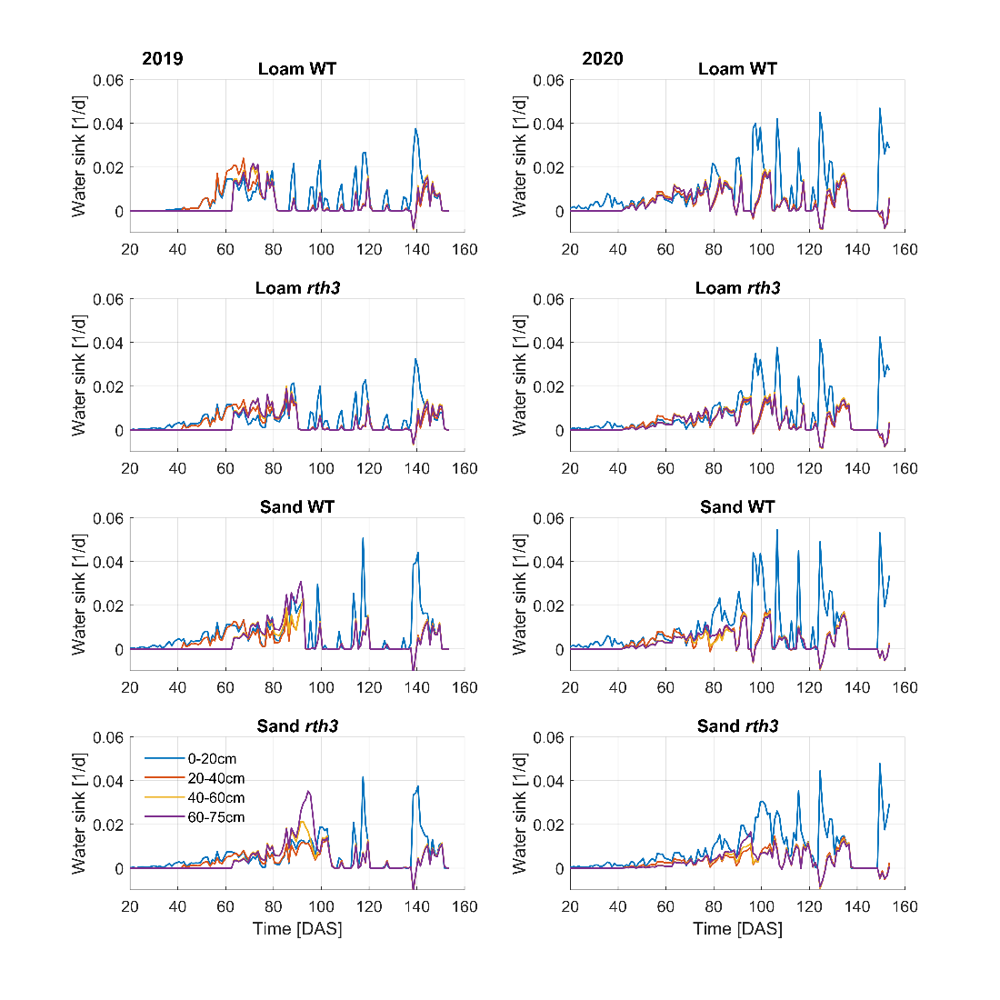 2019
Loam WT
Water sink [1/d]
0.06
0.04
0.02
0
20 40 60 80 100 120 140 160
2020
Loam WT
Water sink [1/d]
0.06
0.04
0.02
0
20 40 60 80 100 120 140 160
Loam rth3
Water sink [1/d]
0.06
0.04
0.02
0
20 40 60 80 100 120 140 160
Loam rth3
Water sink [1/d]
0.06
0.04
0.02
0
20 40 60 80 100 120 140 160
Sand WT
Water sink [1/d]
0.06
0.04
0.02
0
20 40 60 80 100 120 140 160
Sand WT
Water sink [1/d]
0.06
0.04
0.02
0
20 40 60 80 100 120 140 160
Sand rth3
Water sink [1/d]
0.06
0.04
0.02
0
0-20cm
20-40cm
40-60cm
60-75cm
20 40 60 80 100 120 140 160
Time [DAS]
Sand rth3
Water sink [1/d]
0.06
0.04
0.02
0
20 40 60 80 100 120 140 160
Time [DAS]